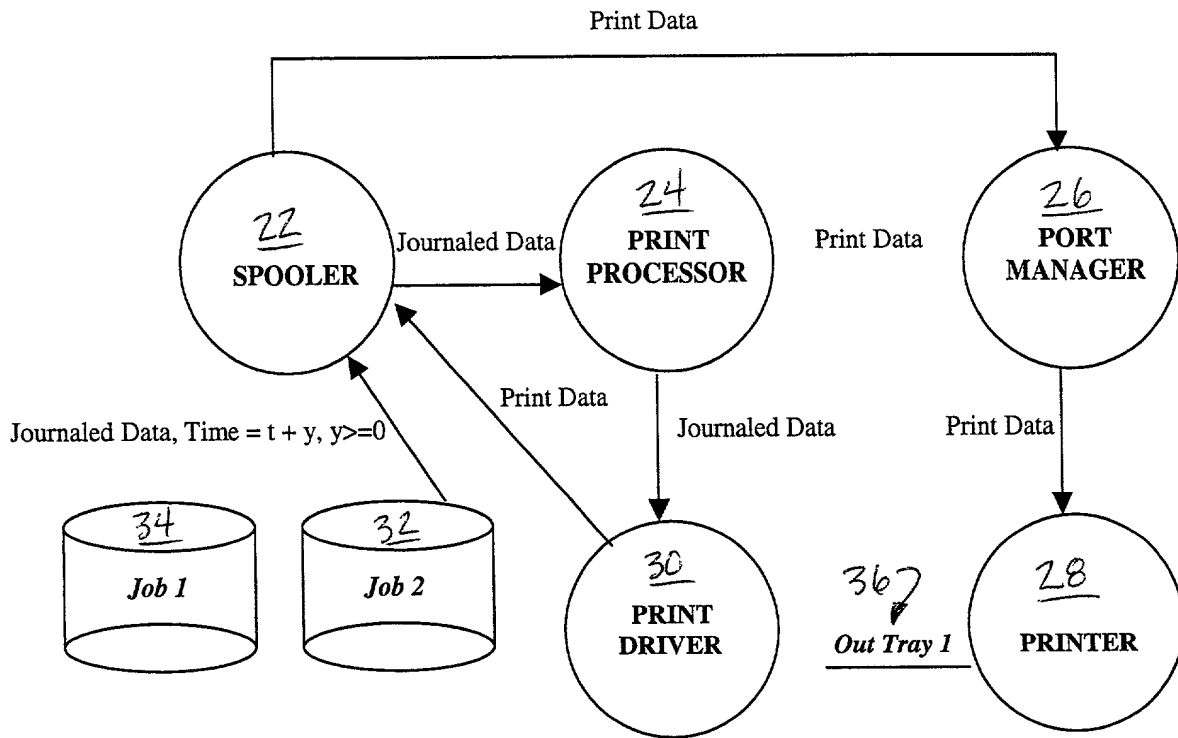 Print Data
22
SPOOLER
Journaled Data
24
PRINT
PROCESSOR
Print Data
26
PORT
MANAGER
Print Data
Journaled Data, Time = t + y, y>=0
Journaled Data
Print Data
34
Job 1
32
Job 2
30
PRINT
DRIVER
36
Out Tray 1
28
PRINTER